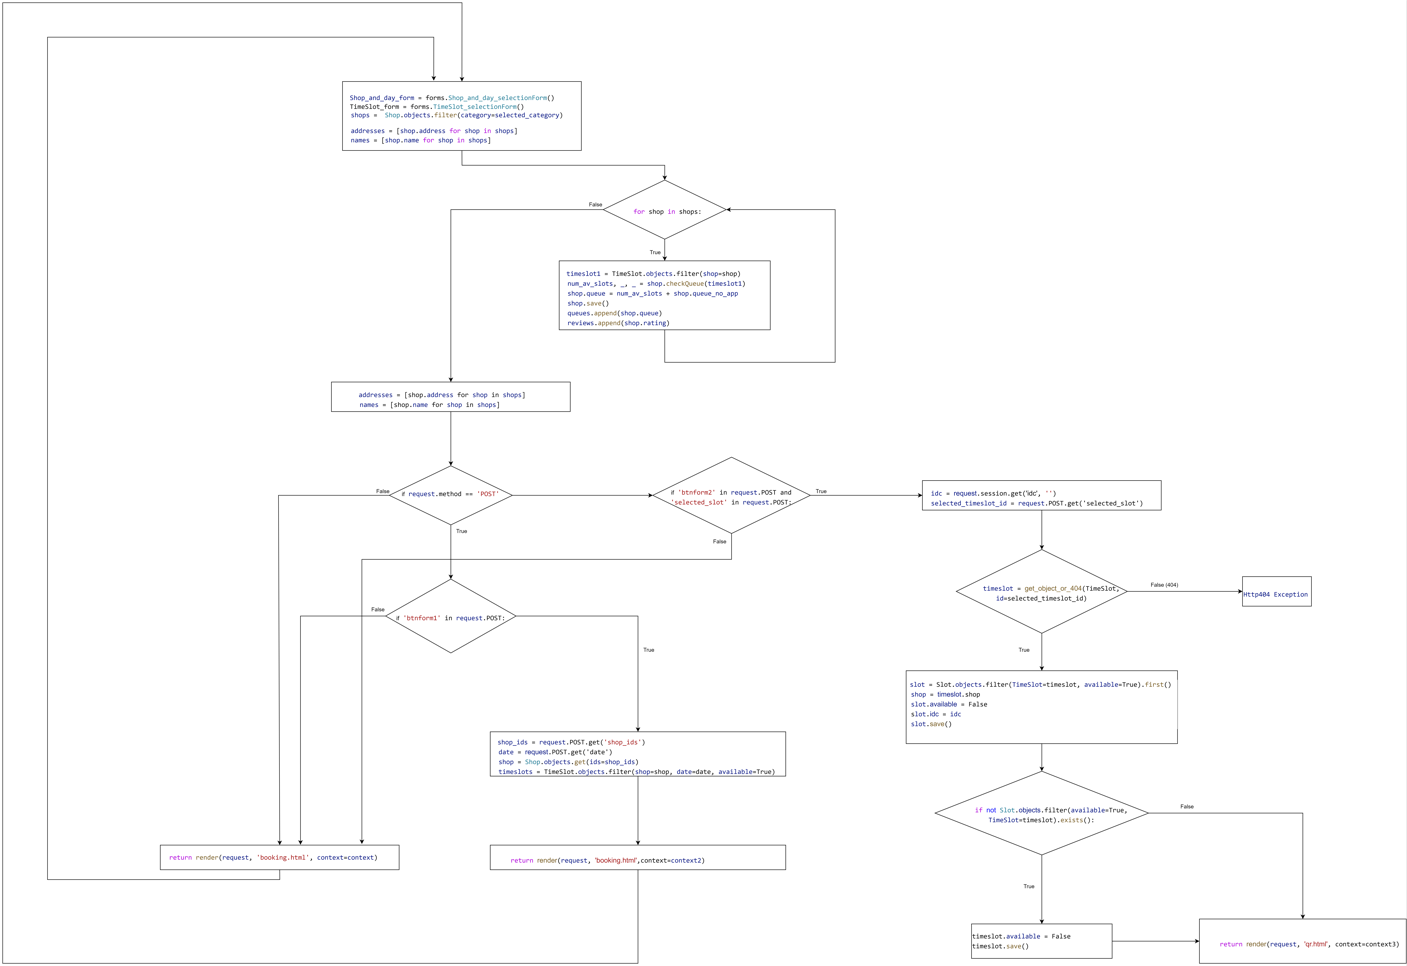 Shop_and_day_form = forms.Shop_and_day_selectionForm()
TimeSlot_form = forms.TimeSlot_selectionForm()
shops =  Shop.objects.filter(category=selected_category)
addresses = [shop.address for shop in shops]
names = [shop.name for shop in shops]
False
for shop in shops:
True
timeslot1 = TimeSlot.objects.filter(shop=shop)
num_av_slots, _, _ = shop.checkQueue(timeslot1)
shop.queue = num_av_slots + shop.queue_no_app
shop.save()
queues.append(shop.queue)
reviews.append(shop.rating)
addresses = [shop.address for shop in shops]
names = [shop.name for shop in shops]
False
if request.method == 'POST'
True
if 'btnform2' in request.POST and
'selected_slot' in request.POST:
True
False
idc = request.session.get('idc', '')
selected_timeslot_id = request.POST.get('selected_slot')
timeslot = get_object_or_404(TimeSlot,
id=selected_timeslot_id)
False (404)
Http404 Exception
True
False
if 'btnform1' in request.POST:
True
slot = Slot.objects.filter(TimeSlot=timeslot, available=True).first()
shop = timeslot.shop
slot.available = False
slot.idc = idc
slot.save()
shop_ids = request.POST.get('shop_ids')
date = request.POST.get('date')
shop = Shop.objects.get(ids=shop_ids)
timeslots = TimeSlot.objects.filter(shop=shop, date=date, available=True)
if not Slot.objects.filter(available=True,
TimeSlot=timeslot).exists():
False
True
return render(request, 'booking.html', context=context)
return render(request, 'booking.html',context=context2)
timeslot.available = False
timeslot.save()
return render(request, 'qr.html', context=context3)